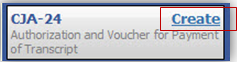 CJA-24 Create
Authorization and Voucher for Payment
of Transcript